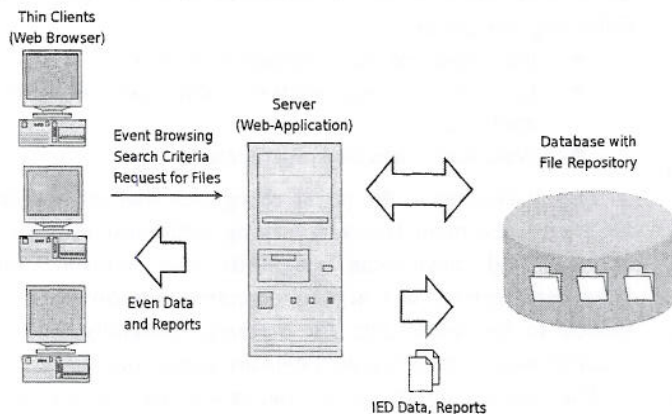 Thin Clients
(Web Browser)
Server
(Web-Application)
Event Browsing
Search Criteria
Request for Files
Database with
File Repository
Even Data
and Reports
IED Data, Reports